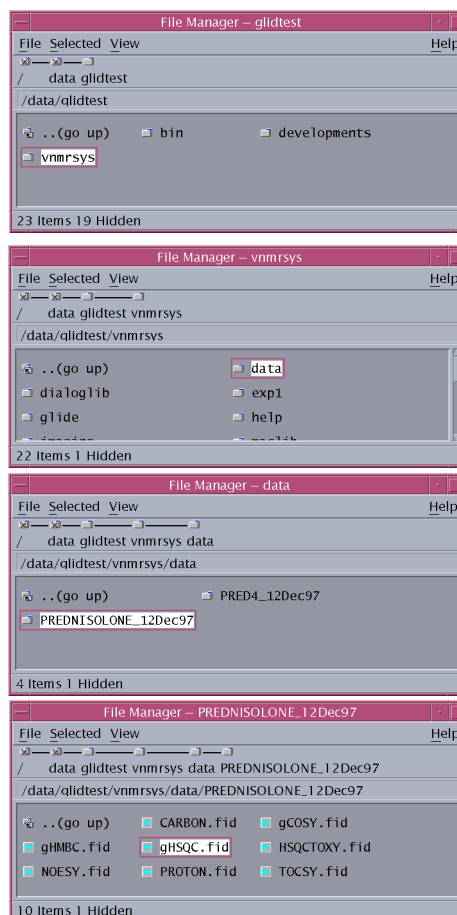 File Manager – glidtest
File Selected View Help
/ data glidtest
/data/glidtest
..(go up) bin developments
vnmrsys
23 Items 19 Hidden
File Manager – vnmrsys
File Selected View Help
/ data glidtest vnmrsys
/data/glidtest/vnmrsys
..(go up) data
dialoglib exp1
glide help
22 Items 1 Hidden
File Manager – data
File Selected View Help
/ data glidtest vnmrsys data
/data/glidtest/vnmrsys/data
..(go up) PRED4_12Dec97
PREDNISOLONE_12Dec97
4 Items 1 Hidden
File Manager – PREDNISOLONE_12Dec97
File Selected View Help
/ data glidtest vnmrsys data PREDNISOLONE_12Dec97
/data/glidtest/vnmrsys/data/PREDNISOLONE_12Dec97
..(go up) CARBON.fid gCOSY.fid
gHMBC.fid gHSQC.fid HSQCTOXY.fid
NOESY.fid PROTON.fid TOCSY.fid
10 Items 1 Hidden